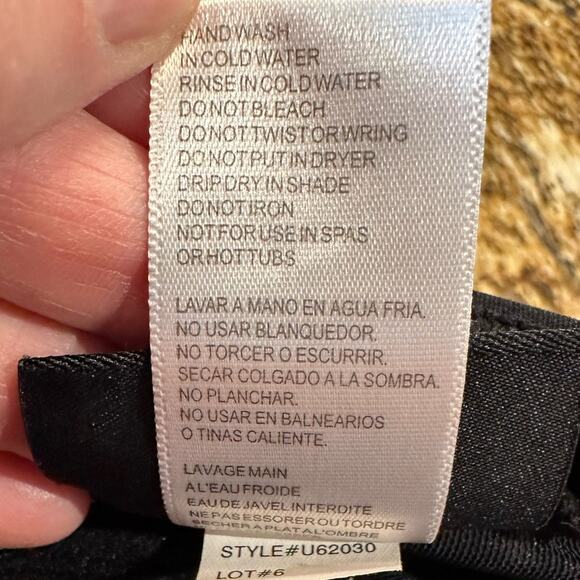 HAND WASH
IN COLD WATER
RINSE IN COLD WATER
DO NOT BLEACH
DO NOT TWIST OR WRING
DO NOT PUT IN DRYER
DRIP DRY IN SHADE
DO NOT IRON
NOT FOR USE IN SPAS
OR HOT TUBS
LAVAR A MANO EN AGUA FRIA.
NO USAR BLANQUEDOR.
NO TORCER O ESCURRIR.
SECAR COLGADO A LA SOMBRA.
NO PLANCHAR.
NO USAR EN BALNEARIOS
O TINAS CALIENTE.
LAVAGE MAIN
A L'EAU FROIDE
EAU DE JAVEL INTERDITE
NE PAS ESSORER OU TORDRE
SECHER A PLAT A L'OMBRE
STYLE#U62030
LOT#6